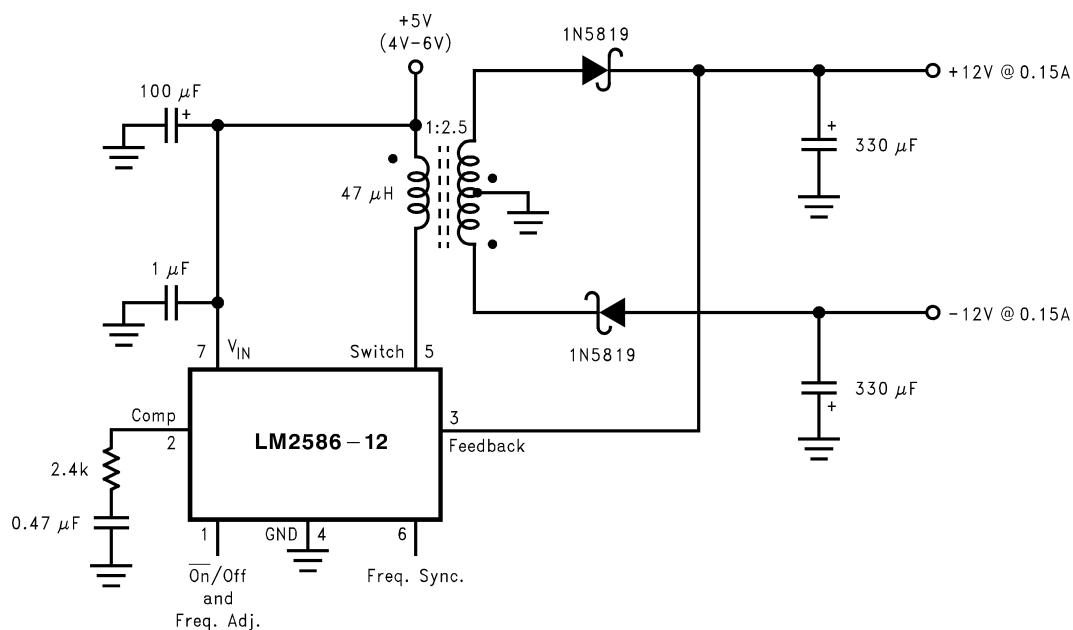 +5V
(4V-6V)
1N5819
+12V @ 0.15A
100 μF
+
1:2.5
+
330 μF
47 μH
1 μF
-12V @ 0.15A
7
VIN
Switch
5
1N5819
330 μF
+
Comp
2
LM2586-12
3
Feedback
2.4k
0.47 μF
1
GND
4
6
On/Off
and
Freq. Adj.
Freq. Sync.